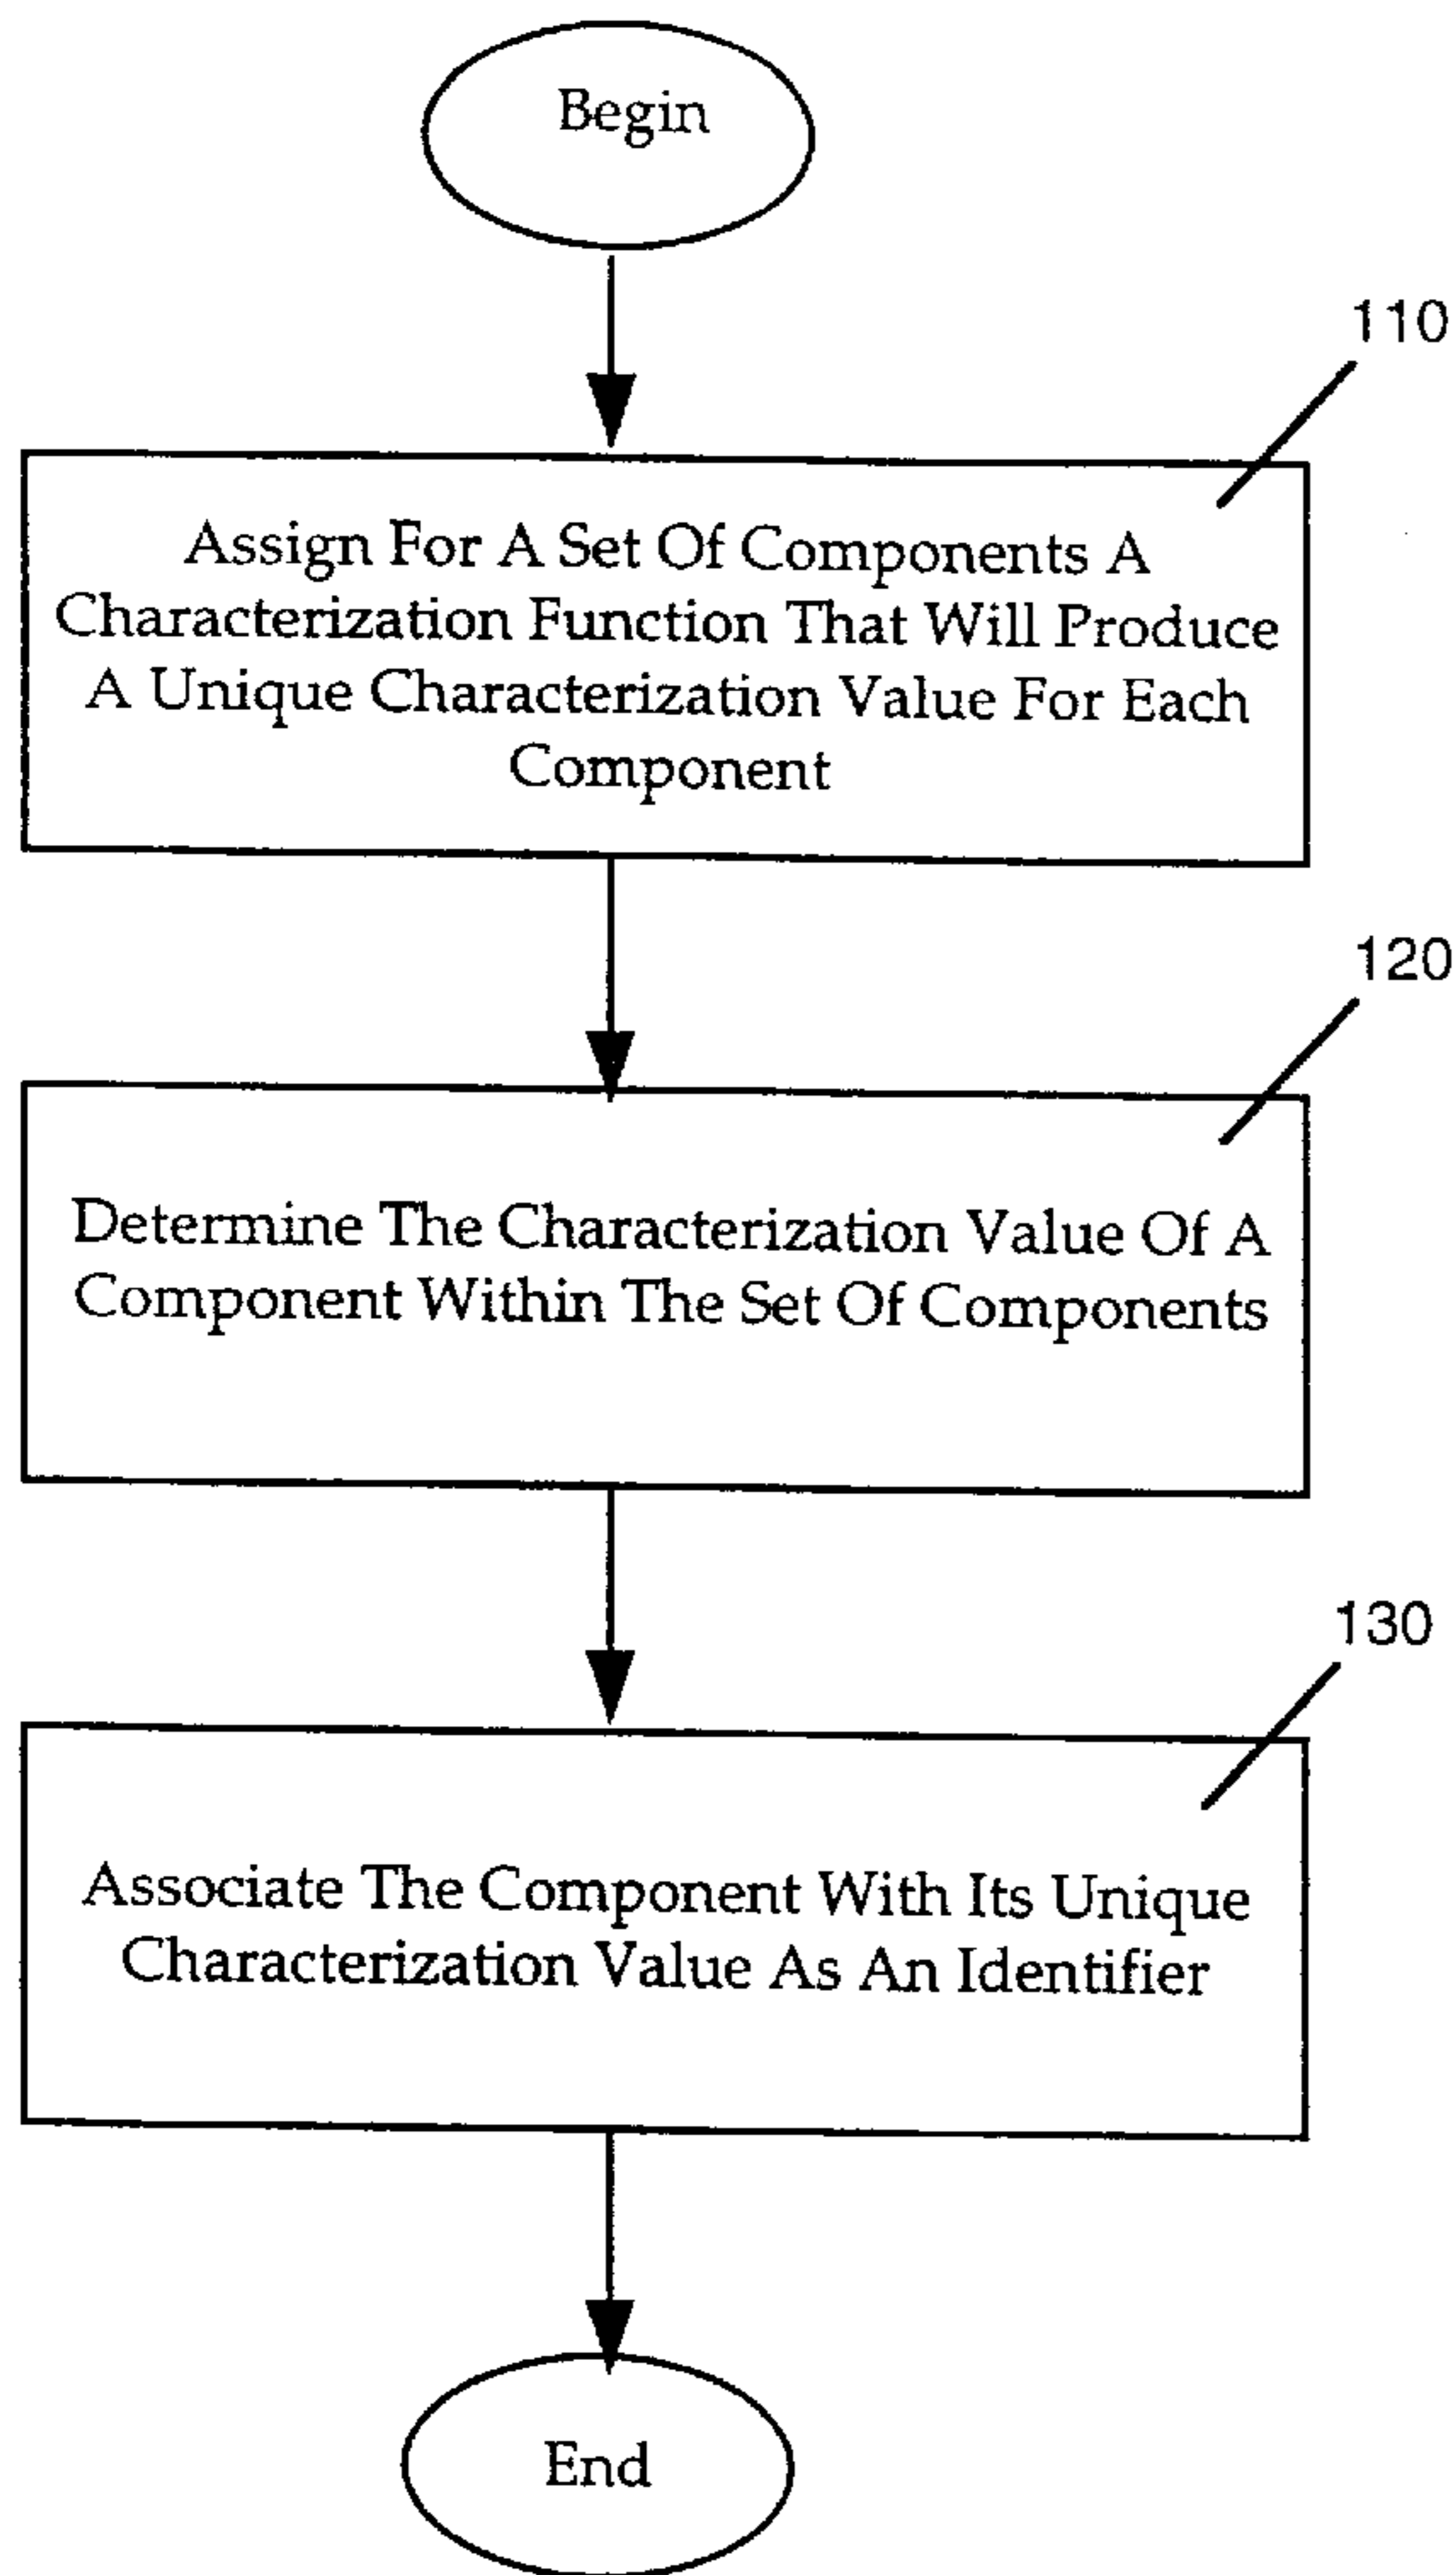 Begin
110
Assign For A Set Of Components A
Characterization Function That Will Produce
A Unique Characterization Value For Each
Component
120
Determine The Characterization Value Of A
Component Within The Set Of Components
130
Associate The Component With Its Unique
Characterization Value As An Identifier
End